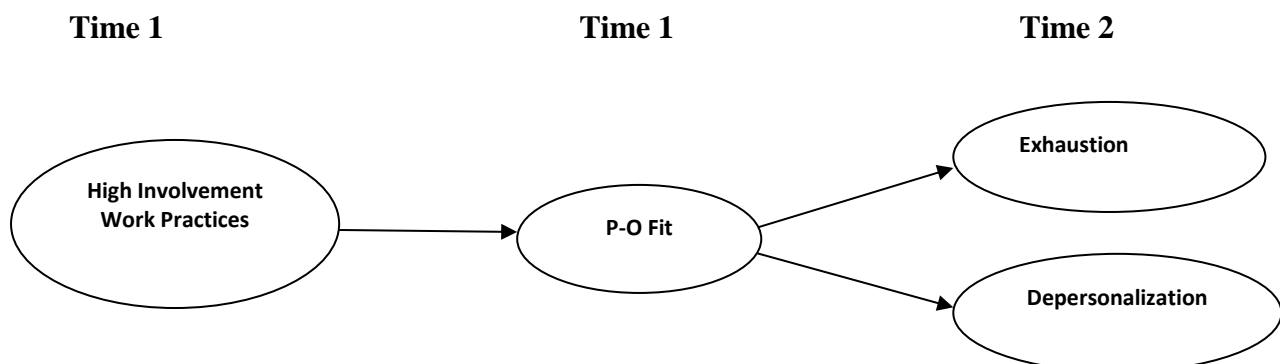 Time 1
Time 1
Time 2
High Involvement
Work Practices
P-O Fit
Exhaustion
Depersonalization